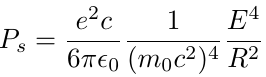 $P_s = \frac{e^2 c}{6\pi\epsilon_0} \frac{1}{(m_0 c^2)^4} \frac{E^4}{R^2}$